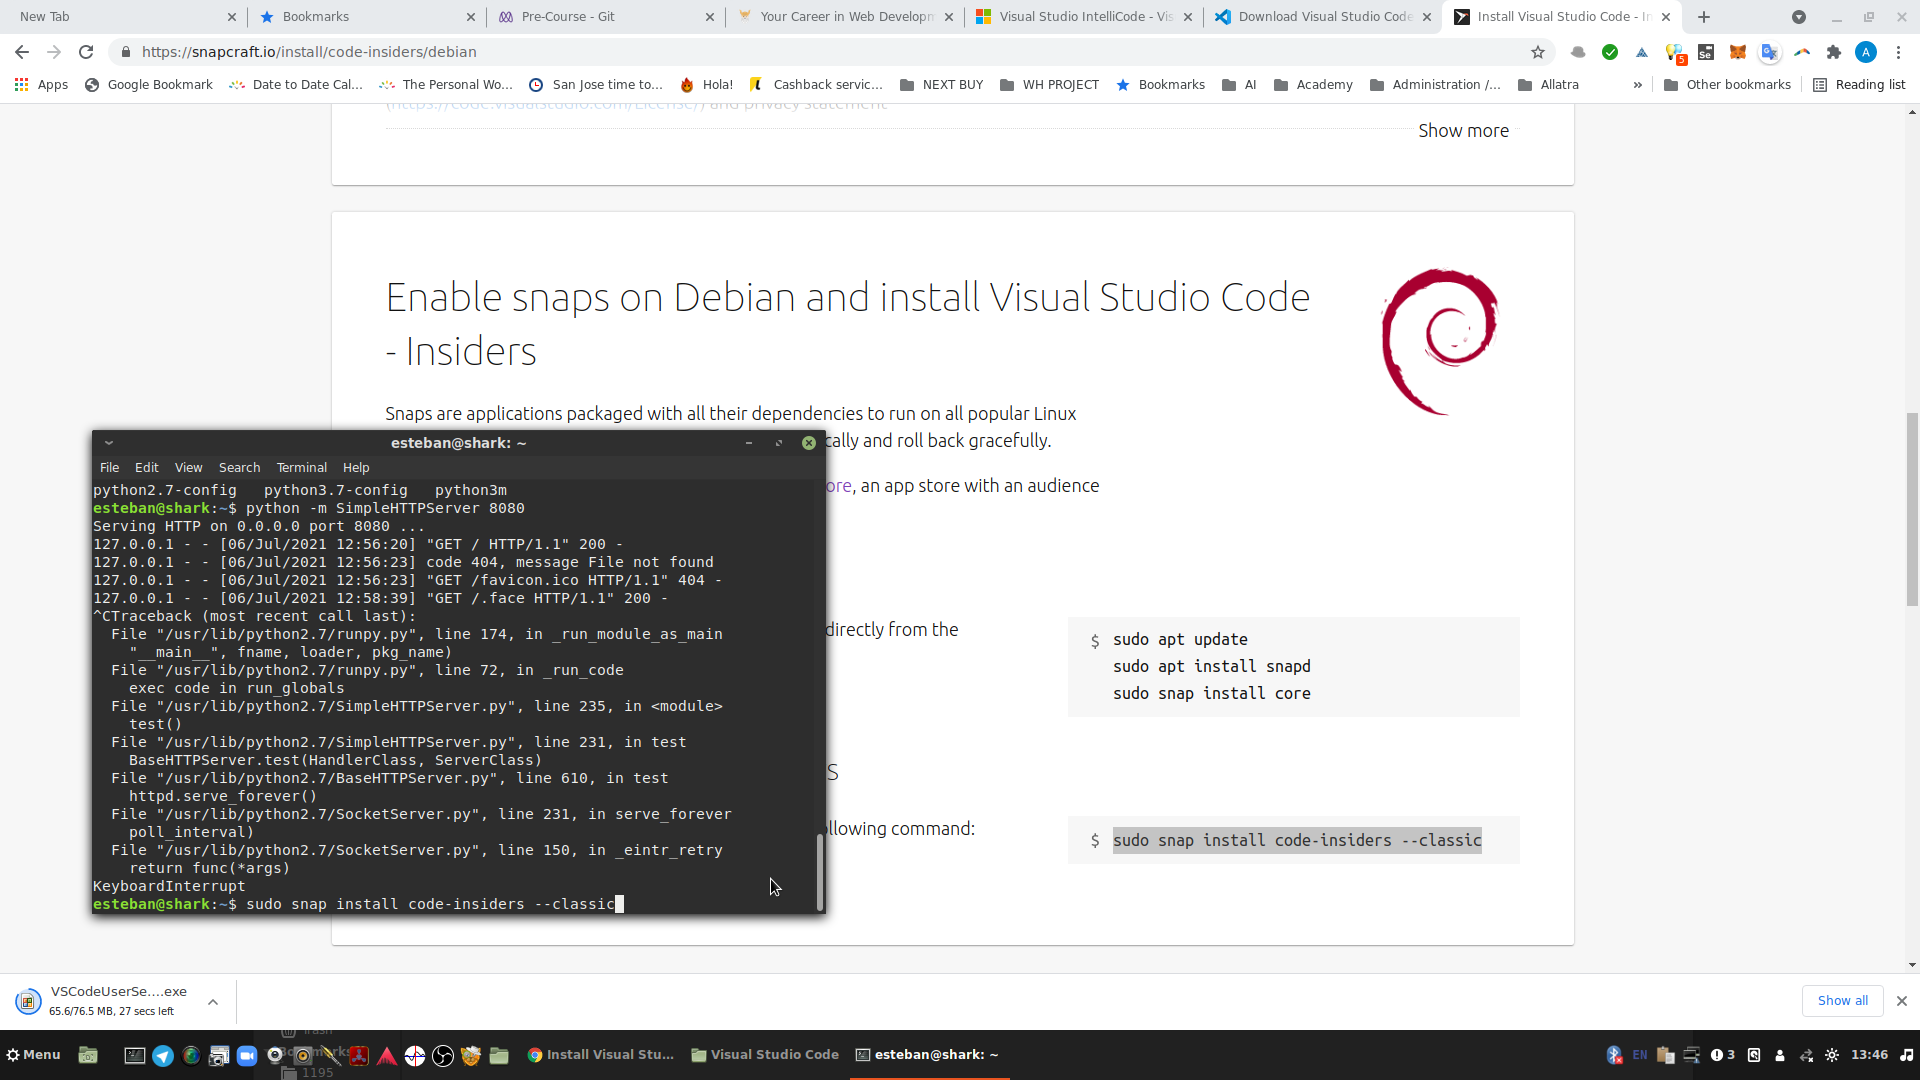 New Tab
Bookmarks
Pre-Course - Git
Your Career in Web Developm
Visual Studio IntelliCode - Vis
Download Visual Studio Code
Install Visual Studio Code - In
https://snapcraft.io/install/code-insiders/debian
5
A
Apps
Google Bookmark
Date to Date Cal...
The Personal Wo...
San Jose time to...
Hola!
Cashback servic...
NEXT BUY
WH PROJECT
Bookmarks
AI
Academy
Administration /...
Allatra
»
Other bookmarks
Reading list
(https://code.visualstudio.com/License/) and privacy statement
Show more
Enable snaps on Debian and install Visual Studio Code
- Insiders
Snaps are applications packaged with all their dependencies to run on all popular Linux
cally and roll back gracefully.
ore, an app store with an audience
directly from the
$ sudo apt update
sudo apt install snapd
sudo snap install core
s
llowing command:
$ sudo snap install code-insiders --classic
esteban@shark: ~
File Edit View Search Terminal Help
python2.7-config   python3.7-config   python3m
esteban@shark:~$ python -m SimpleHTTPServer 8080
Serving HTTP on 0.0.0.0 port 8080 ...
127.0.0.1 - - [06/Jul/2021 12:56:20] "GET / HTTP/1.1" 200 -
127.0.0.1 - - [06/Jul/2021 12:56:23] code 404, message File not found
127.0.0.1 - - [06/Jul/2021 12:56:23] "GET /favicon.ico HTTP/1.1" 404 -
127.0.0.1 - - [06/Jul/2021 12:58:39] "GET /.face HTTP/1.1" 200 -
^CTraceback (most recent call last):
  File "/usr/lib/python2.7/runpy.py", line 174, in _run_module_as_main
    "__main__", fname, loader, pkg_name)
  File "/usr/lib/python2.7/runpy.py", line 72, in _run_code
    exec code in run_globals
  File "/usr/lib/python2.7/SimpleHTTPServer.py", line 235, in <module>
    test()
  File "/usr/lib/python2.7/SimpleHTTPServer.py", line 231, in test
    BaseHTTPServer.test(HandlerClass, ServerClass)
  File "/usr/lib/python2.7/BaseHTTPServer.py", line 610, in test
    httpd.serve_forever()
  File "/usr/lib/python2.7/SocketServer.py", line 231, in serve_forever
    poll_interval)
  File "/usr/lib/python2.7/SocketServer.py", line 150, in _eintr_retry
    return func(*args)
KeyboardInterrupt
esteban@shark:~$ sudo snap install code-insiders --classic
VSCodeUserSe....exe
65.6/76.5 MB, 27 secs left
Show all
Trash
Bookmarks
1195
Menu
Install Visual Stu...
Visual Studio Code
esteban@shark: ~
EN
3
13:46